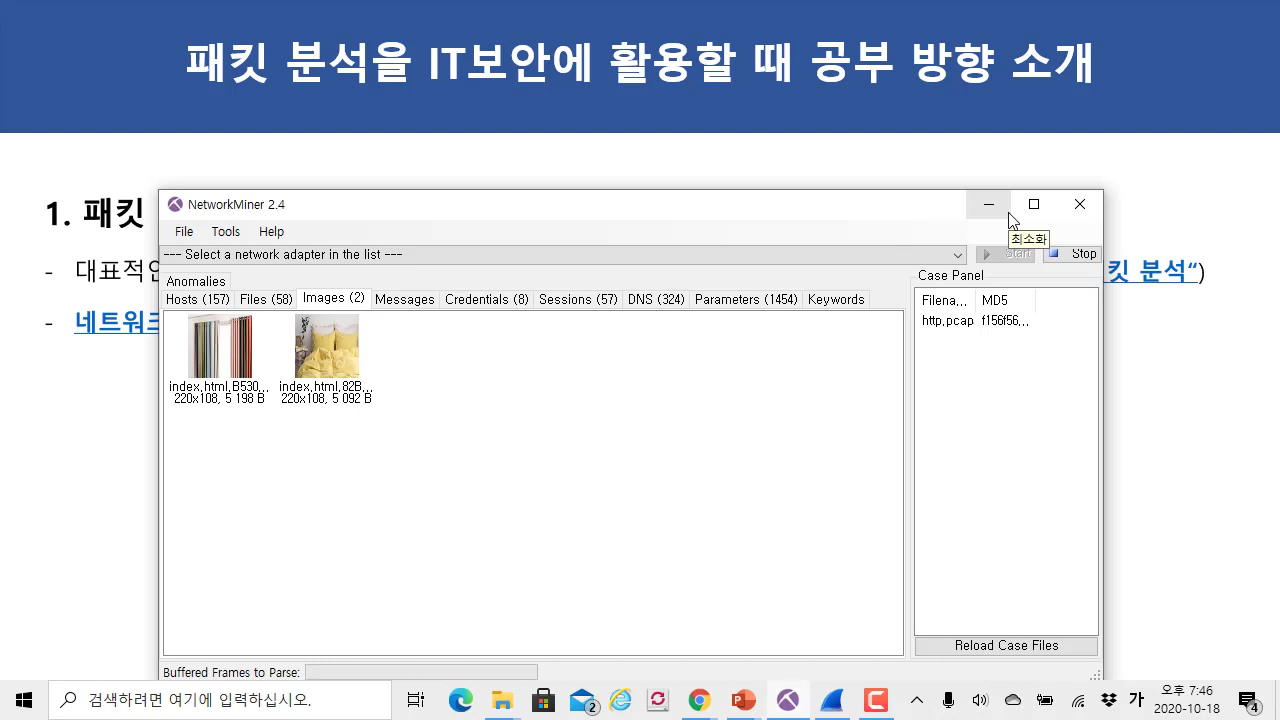 패킷 분석을 IT보안에 활용할 때 공부 방향 소개
1. 패킷
- 대표적인
킷 분석“)
- 네트워크
NetworkMiner 2.4
File Tools Help
최소화
--- Select a network adapter in the list ---
Start
Stop
Anomalies
Hosts (157) Files (58) Images (2) Messages Credentials (8) Sessions (57) DNS (324) Parameters (1454) Keywords
index.html.B530...
220x108, 5 198 B
index.html.82B...
220x108, 5 092 B
Case Panel
Filena... MD5
http.pcap f156f56...
Reload Case Files
Buffered Frames to Parse:
검색하려면 여기에 입력하십시오.
2
가
오후 7:46
2020-10-18
4